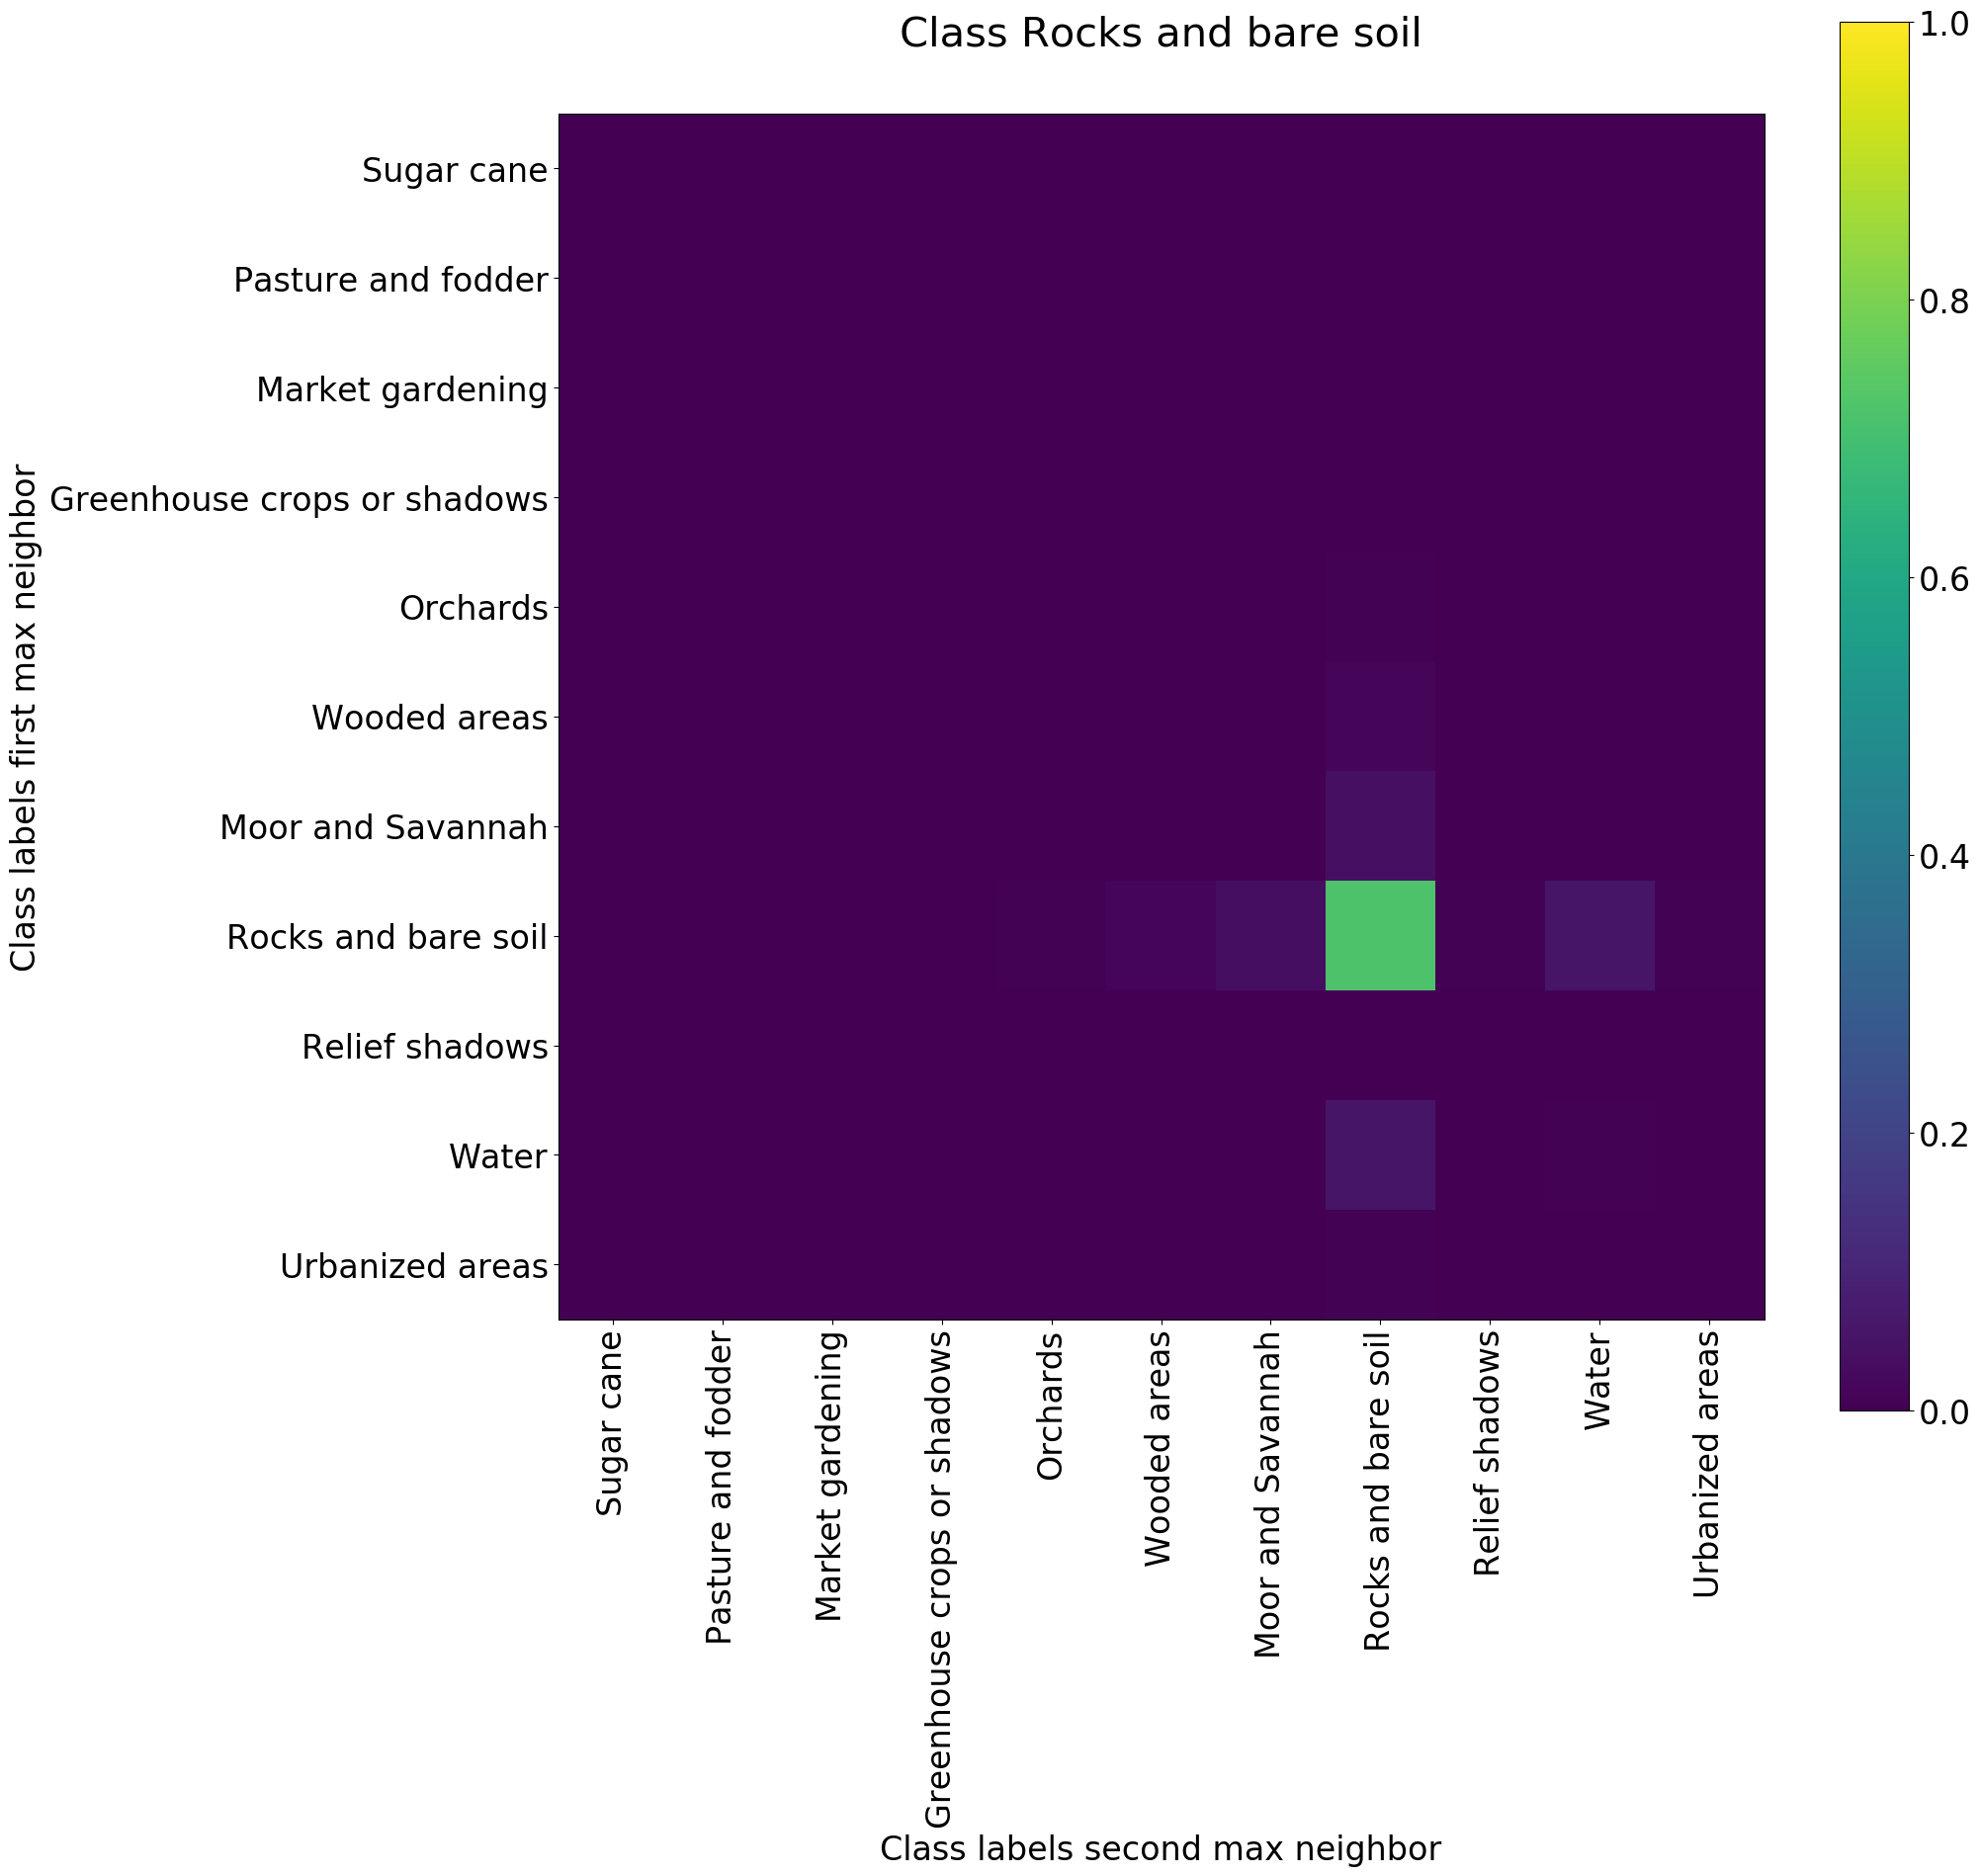 Class Rocks and bare soil
1.0
0.8
0.6
0.4
0.2
0.0
Class labels first max neighbor
Sugar cane
Pasture and fodder
Market gardening
Greenhouse crops or shadows
Orchards
Wooded areas
Moor and Savannah
Rocks and bare soil
Relief shadows
Water
Urbanized areas
Sugar cane
Pasture and fodder
Market gardening
Greenhouse crops or shadows
Orchards
Wooded areas
Moor and Savannah
Rocks and bare soil
Relief shadows
Water
Urbanized areas
Class labels second max neighbor